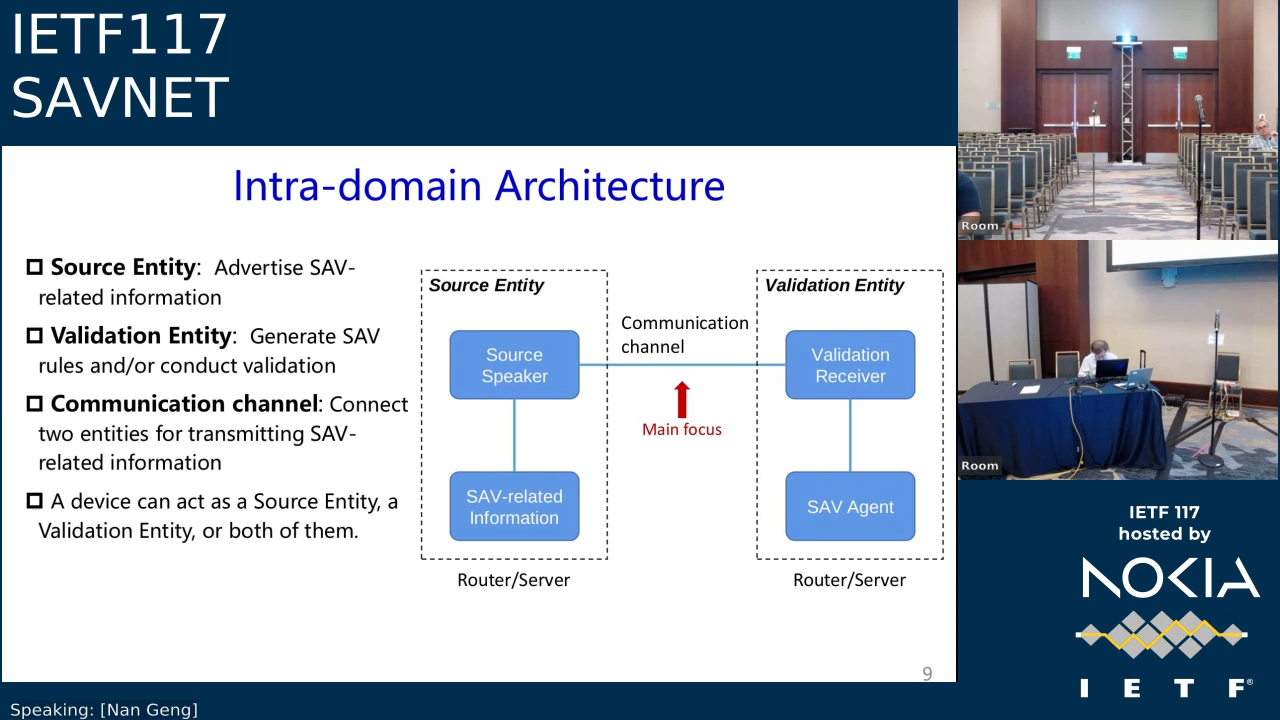 IETF117
SAVNET
Intra-domain Architecture
Source Entity: Advertise SAV-
related information
Validation Entity: Generate SAV
rules and/or conduct validation
Communication channel: Connect
two entities for transmitting SAV-
related information
A device can act as a Source Entity, a
Validation Entity, or both of them.
Source Entity
Source
Speaker
SAV-related
Information
Router/Server
Communication
channel
Main focus
Validation Entity
Validation
Receiver
SAV Agent
Router/Server
9
Room
Room
IETF 117
hosted by
NOKIA
I E T F®
Speaking: [Nan Geng]